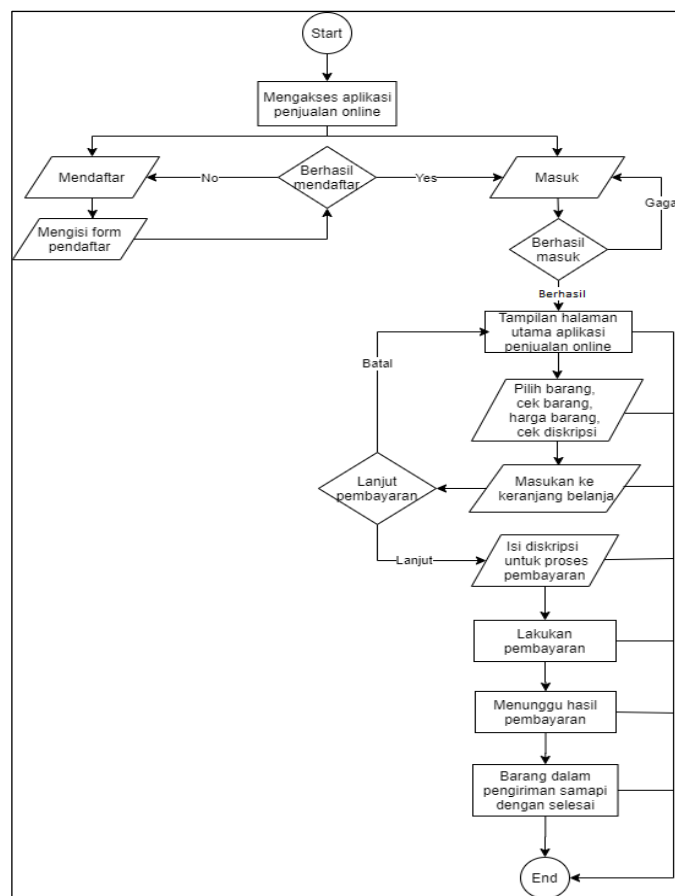 Start
Mengakses aplikasi
penjualan online
Mendaftar
No
Berhasil
mendaftar
Yes
Masuk
Gaga
Mengisi form
pendaftar
Berhasil
masuk
Berhasil
Tampilan halaman
utama aplikasi
penjualan online
Batal
Pilih barang,
cek barang,
harga barang,
cek diskripsi
Lanjut
pembayaran
Masukan ke
keranjang belanja
Lanjut
Isi diskripsi
untuk proses
pembayaran
Lakukan
pembayaran
Menunggu hasil
pembayaran
Barang dalam
pengiriman samapi
dengan selesai
End